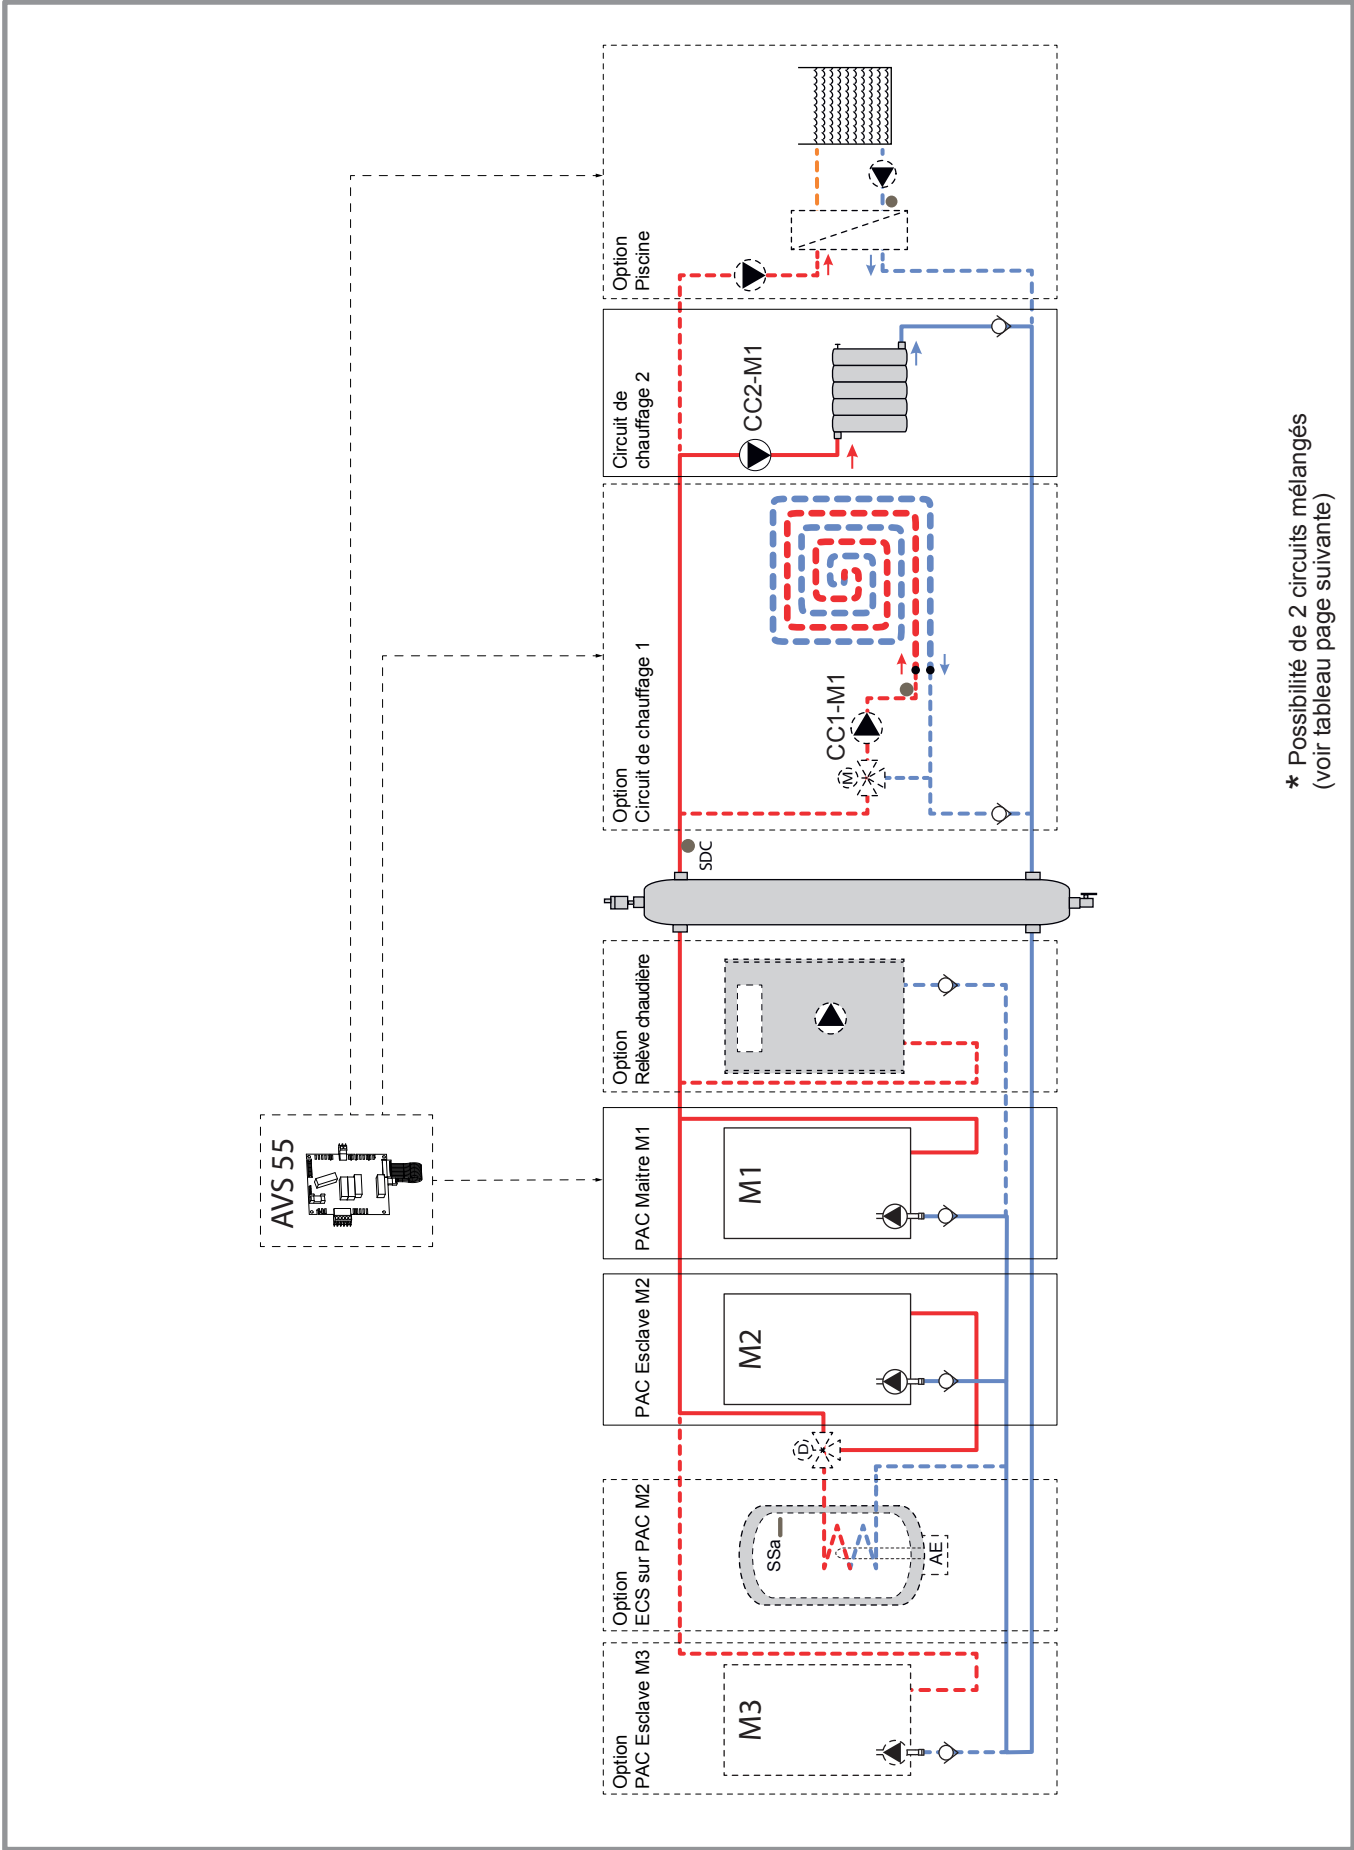 AVS 55
Option
PAC Esclave M3
M3
Option
ECS sur PAC M2
SSa
AE
D
PAC Esclave M2
M2
PAC Maitre M1
M1
Option
Relève chaudière
SDC
Option
Circuit de chauffage 1
M
CC1-M1
Circuit de
chauffage 2
CC2-M1
Option
Piscine
* Possibilité de 2 circuits mélangés
(voir tableau page suivante)